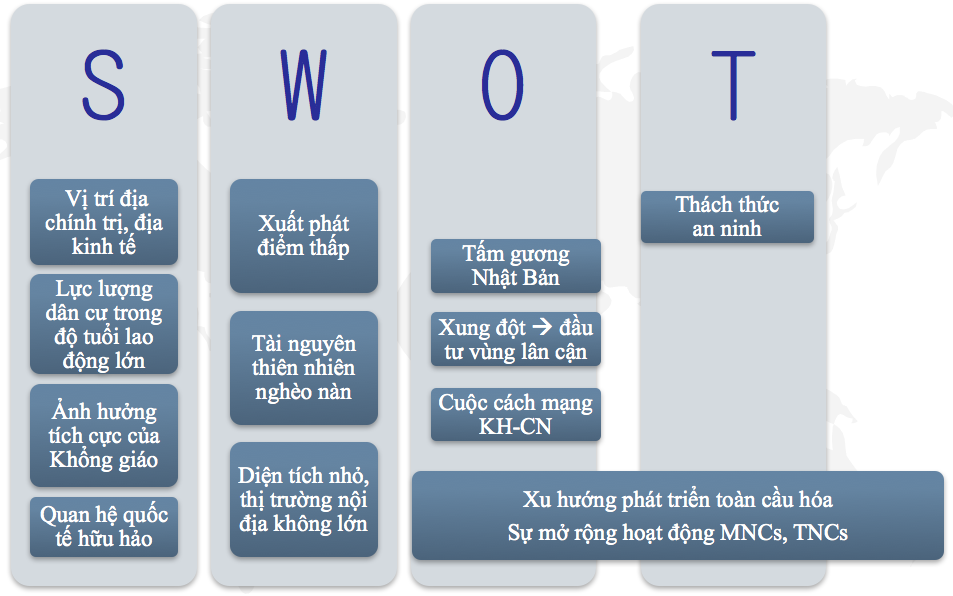 S
Vị trí địa
chính trị, địa
kinh tế
Lực lượng
dân cư trong
độ tuổi lao
động lớn
Ảnh hưởng
tích cực của
Khổng giáo
Quan hệ quốc
tế hữu hảo
W
Xuất phát
điểm thấp
Tài nguyên
thiên nhiên
nghèo nàn
Diện tích nhỏ,
thị trường nội
địa không lớn
O
Tấm gương
Nhật Bản
Xung đột → đầu
tư vùng lân cận
Cuộc cách mạng
KH-CN
T
Thách thức
an ninh
Xu hướng phát triển toàn cầu hóa
Sự mở rộng hoạt động MNCs, TNCs